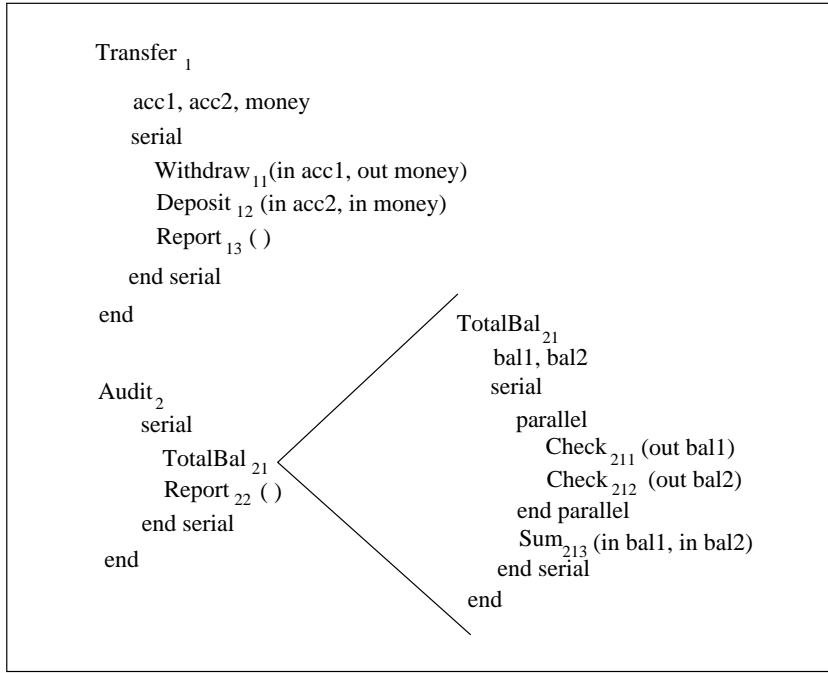 Transfer 1
acc1, acc2, money
serial
Withdraw 11 (in acc1, out money)
Deposit 12 (in acc2, in money)
Report 13 ( )
end serial
end
Audit 2
serial
TotalBal 21
Report 22 ( )
end serial
end
TotalBal 21
bal1, bal2
serial
parallel
Check 211 (out bal1)
Check 212 (out bal2)
end parallel
Sum 213 (in bal1, in bal2)
end serial
end